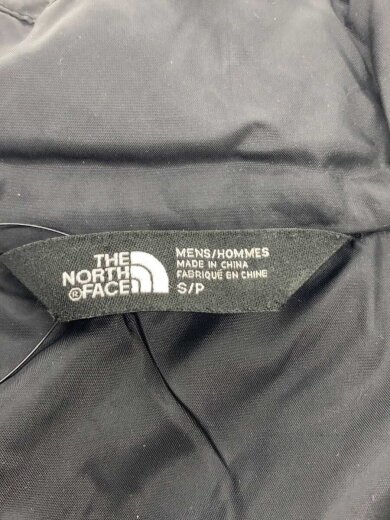 THE
NORTH
®FACE
MENS/HOMMES
MADE IN CHINA
FABRIQUÉ EN CHINE
S/P